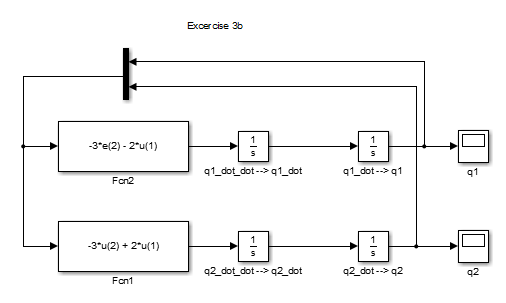 Excercise 3b
-3*e(2) - 2*u(1)
Fcn2
1
s
q1_dot_dot --> q1_dot
1
s
q1_dot --> q1
q1
-3*u(2) + 2*u(1)
Fcn1
1
s
q2_dot_dot --> q2_dot
1
s
q2_dot --> q2
q2